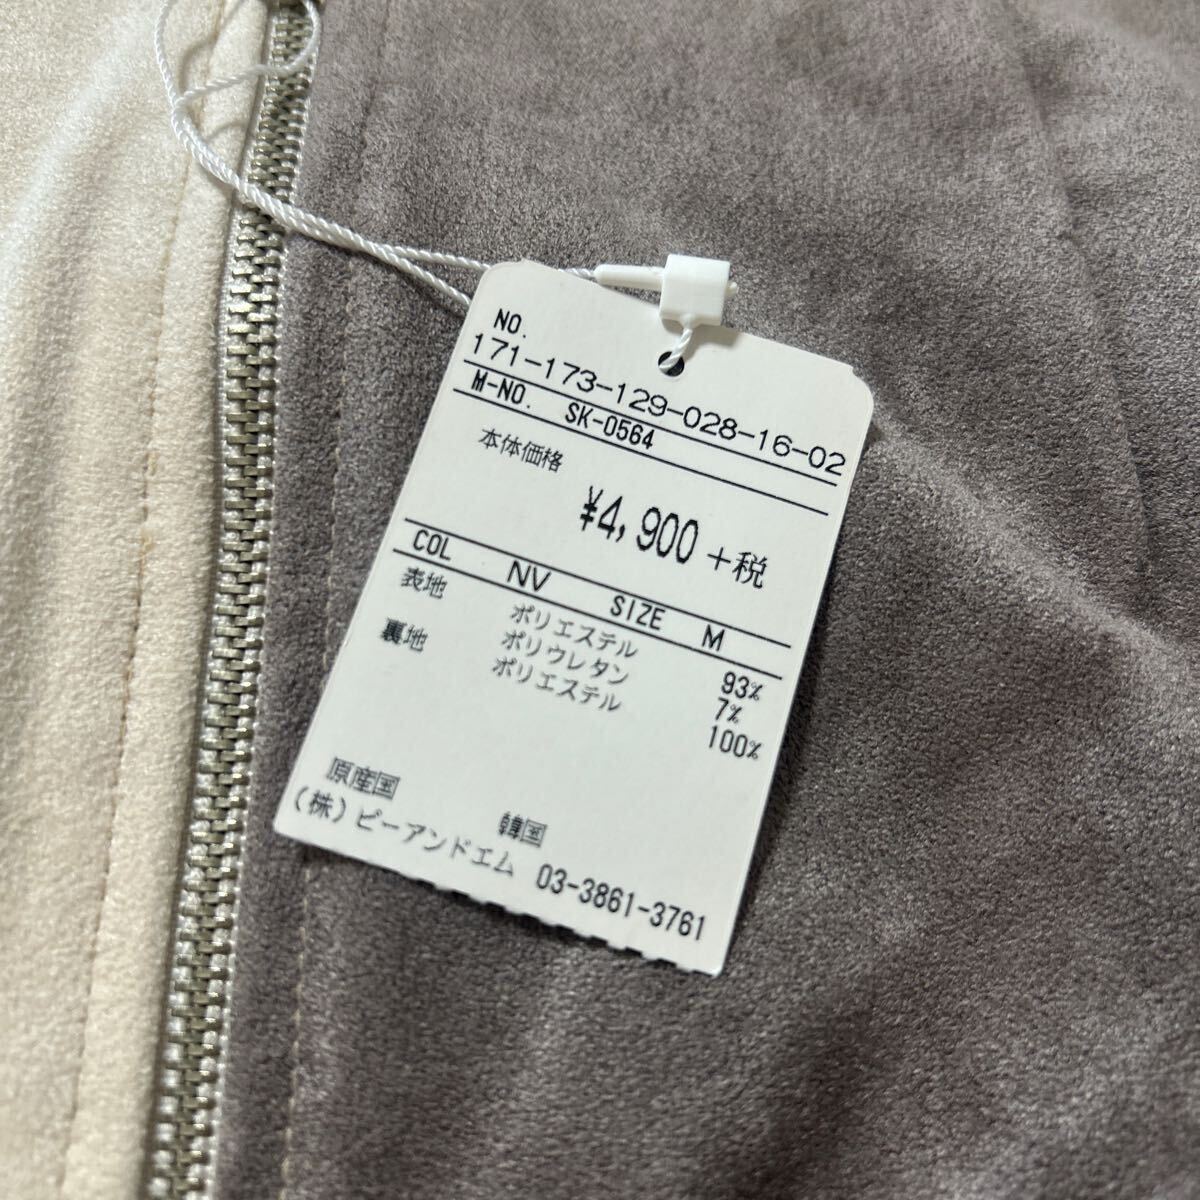 NO.
171-173-129-028-16-02
M-NO. SK-0564
本体価格
¥4,900 +税
COL NV SIZE M
表地 ポリエステル 93%
ポリウレタン 7%
裏地 ポリエステル 100%
原産国 韓国
(株)ピーアンドエム 03-3861-3761